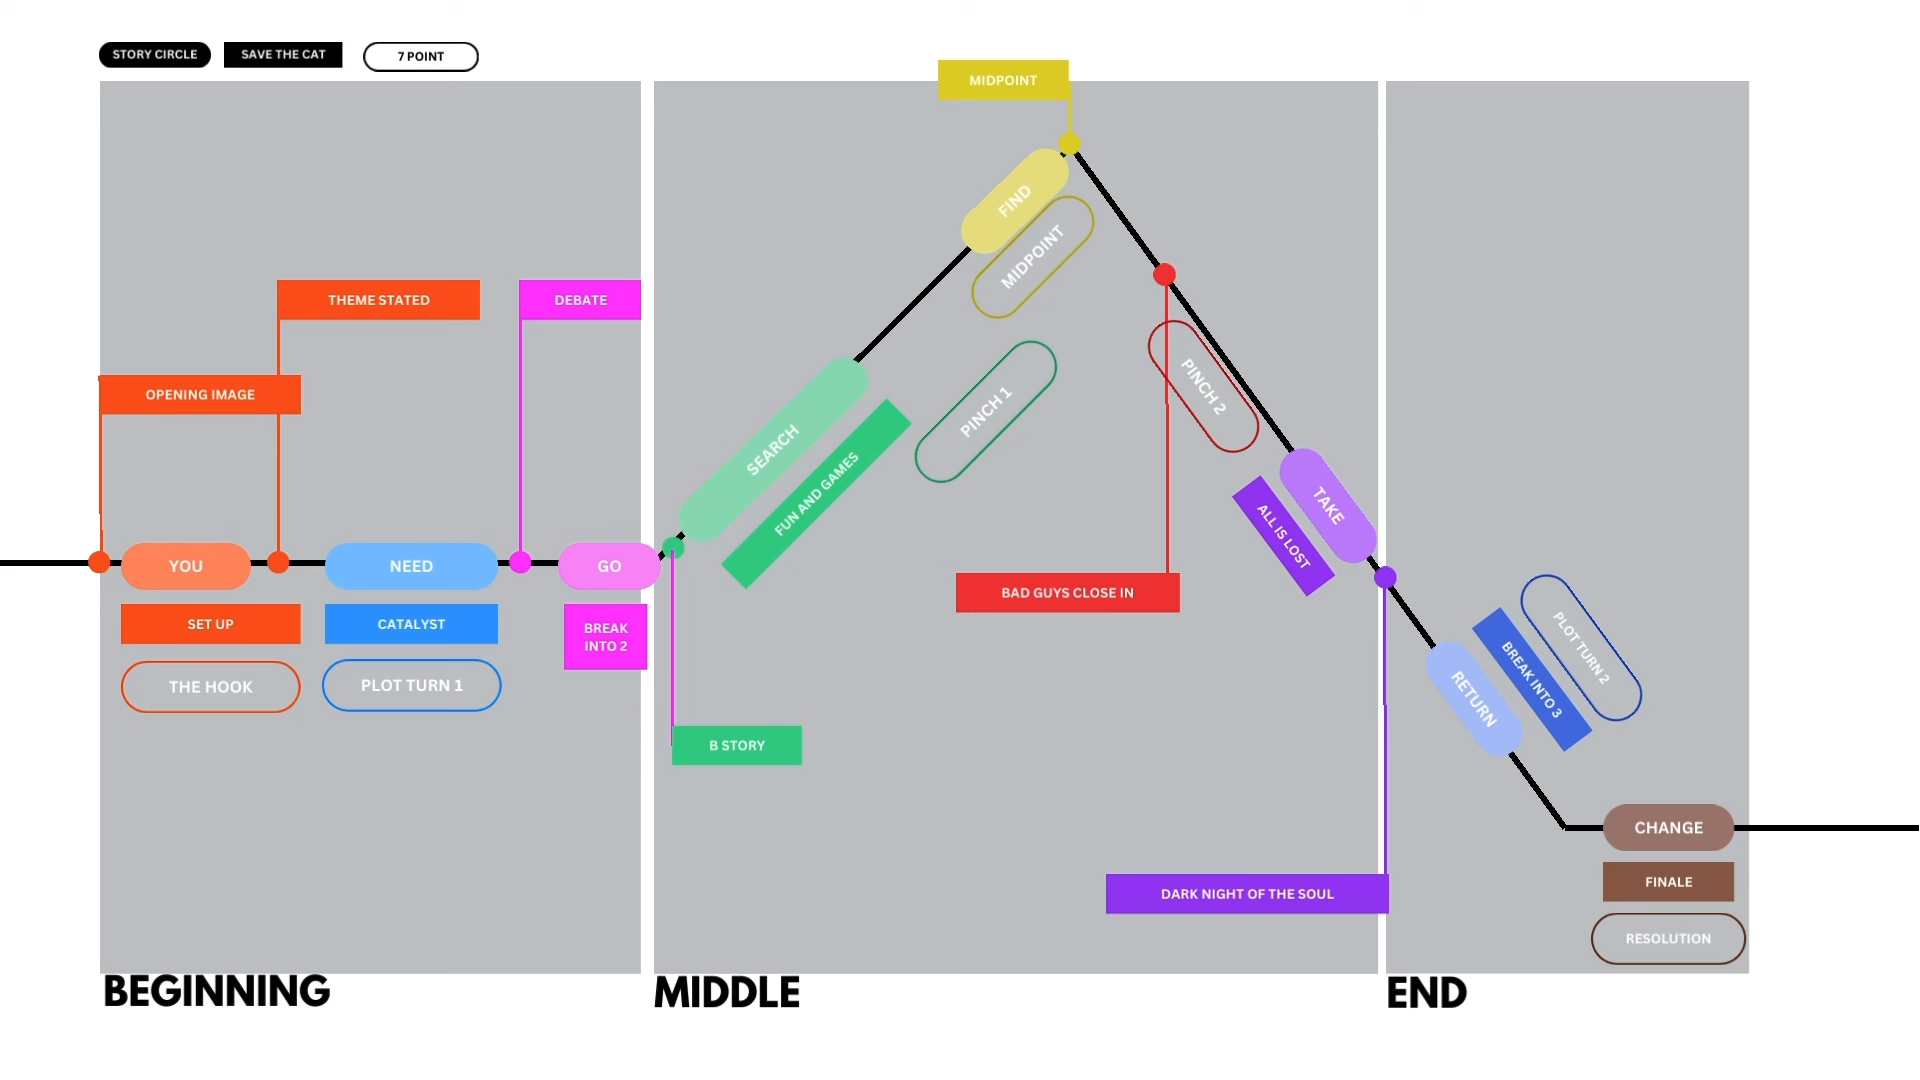 STORY CIRCLE
SAVE THE CAT
7 POINT
MIDPOINT
FIND
MIDPOINT
THEME STATED
DEBATE
OPENING IMAGE
PINCH 1
PINCH 2
SEARCH
FUN AND GAMES
TAKE
ALL IS LOST
YOU
NEED
GO
SET UP
CATALYST
BREAK
INTO 2
BAD GUYS CLOSE IN
THE HOOK
PLOT TURN 1
PLOT TURN 2
BREAK INTO 3
RETURN
B STORY
CHANGE
FINALE
DARK NIGHT OF THE SOUL
RESOLUTION
BEGINNING
MIDDLE
END